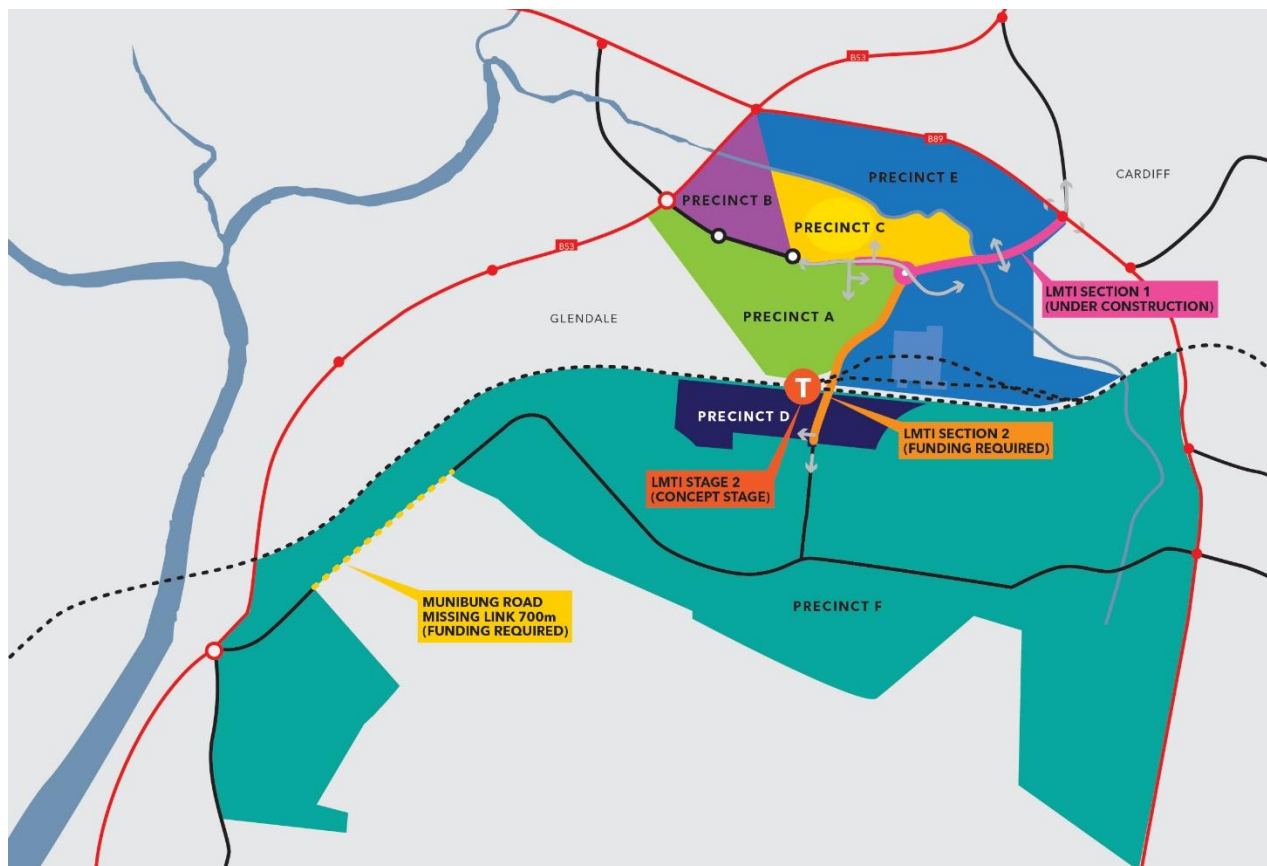 B53
B89
PRECINCT E
CARDIFF
PRECINCT B
PRECINCT C
B53
LMTI SECTION 1
(UNDER CONSTRUCTION)
GLENDALE
PRECINCT A
T
PRECINCT D
LMTI SECTION 2
(FUNDING REQUIRED)
LMTI STAGE 2
(CONCEPT STAGE)
MUNIBUNG ROAD
MISSING LINK 700m
(FUNDING REQUIRED)
PRECINCT F